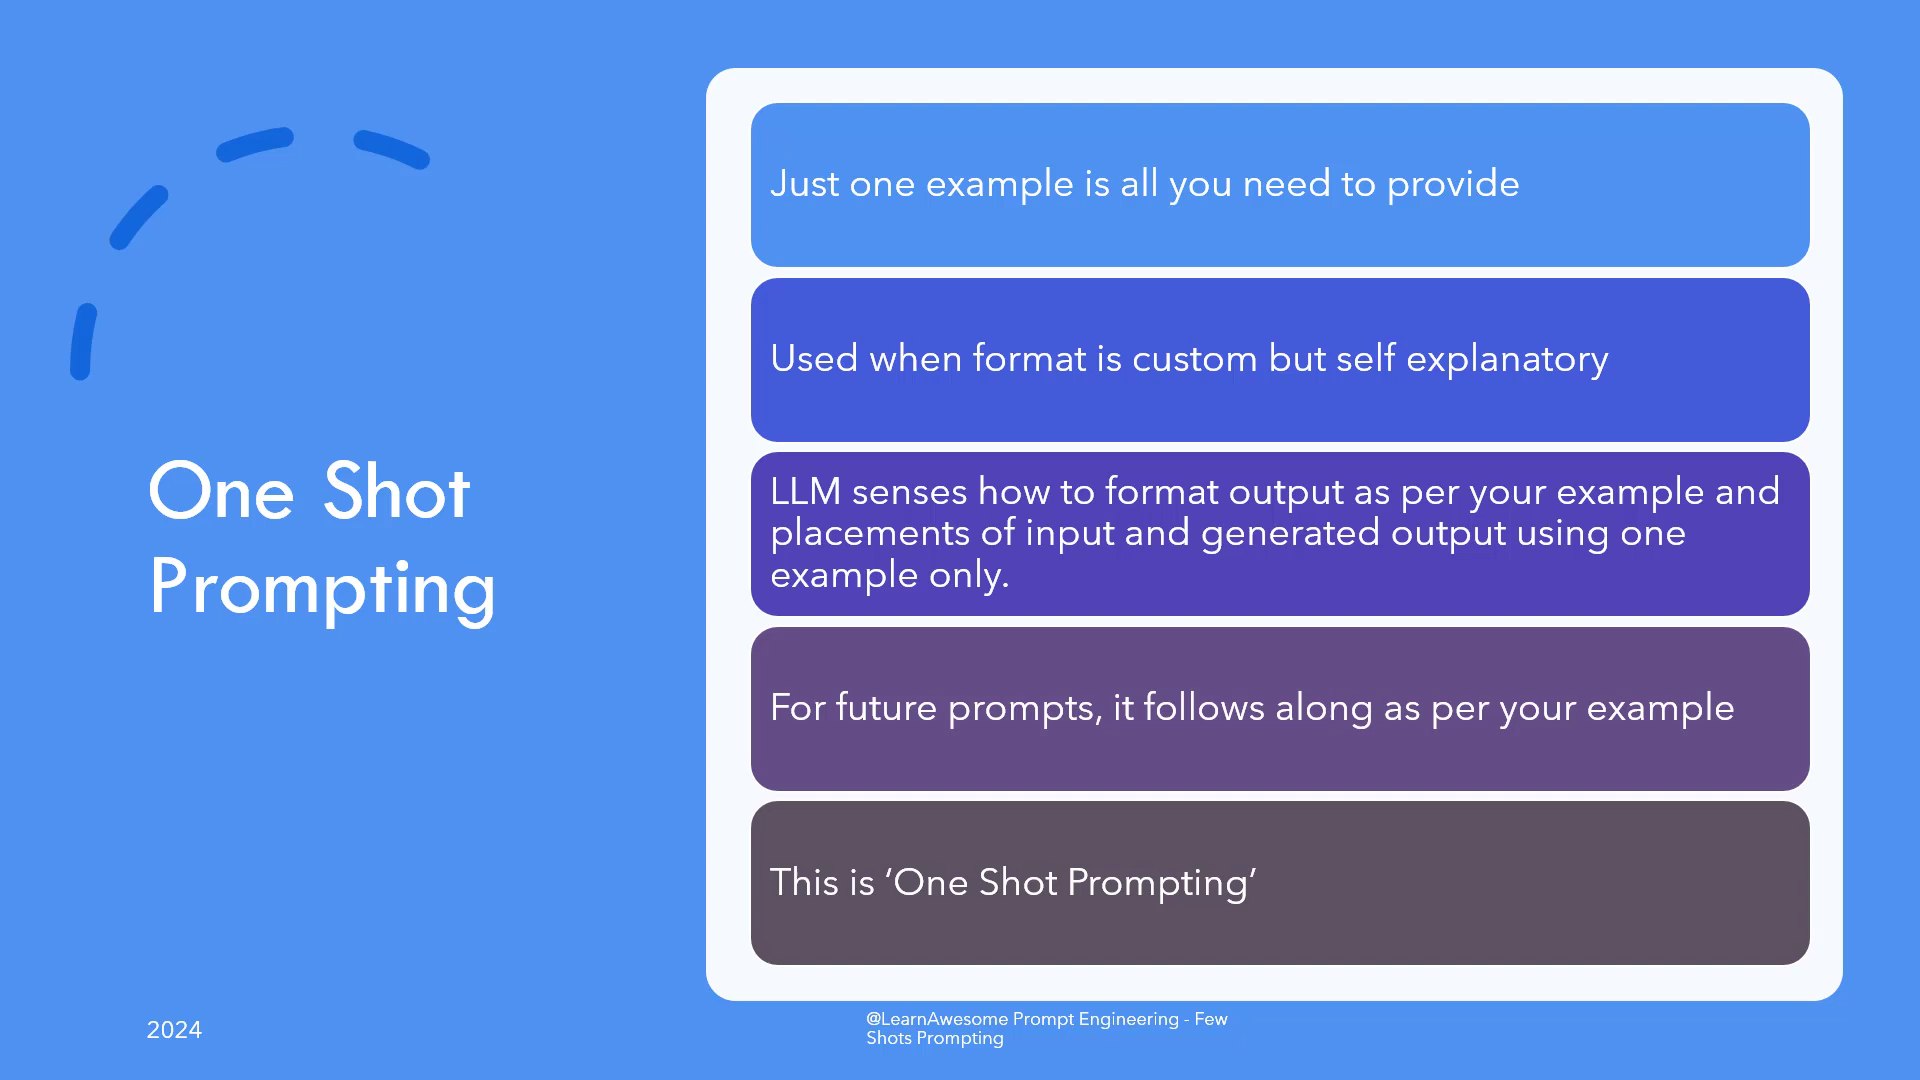 One Shot
Prompting
Just one example is all you need to provide
Used when format is custom but self explanatory
LLM senses how to format output as per your example and
placements of input and generated output using one
example only.
For future prompts, it follows along as per your example
This is ‘One Shot Prompting’
2024
@LearnAwesome Prompt Engineering - Few
Shots Prompting